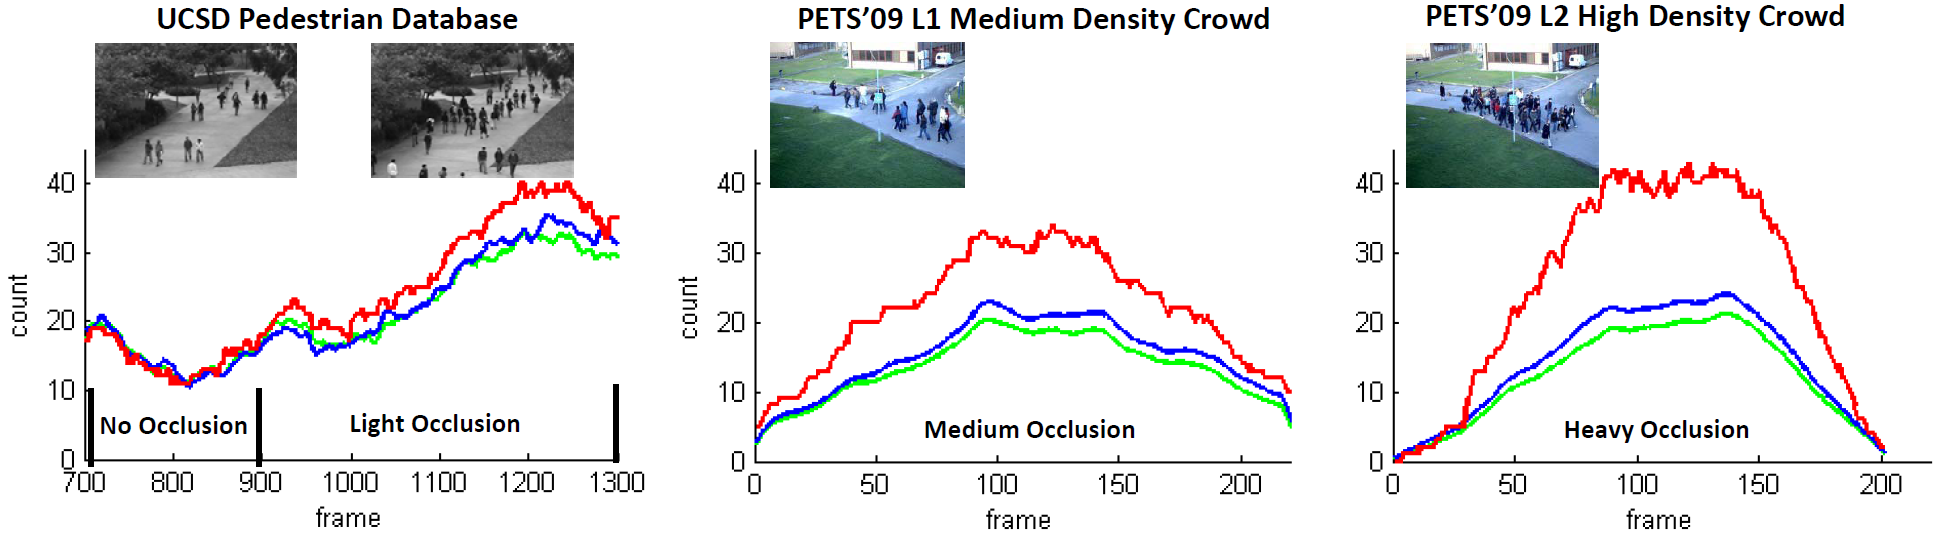 UCSD Pedestrian Database
40
30
20
10
0
count
No Occlusion
Light Occlusion
700 800 900 1000 1100 1200 1300
frame
PETS’09 L1 Medium Density Crowd
40
30
20
10
0
count
Medium Occlusion
0 50 100 150 200
frame
PETS’09 L2 High Density Crowd
40
30
20
10
0
Heavy Occlusion
0 50 100 150 200
frame